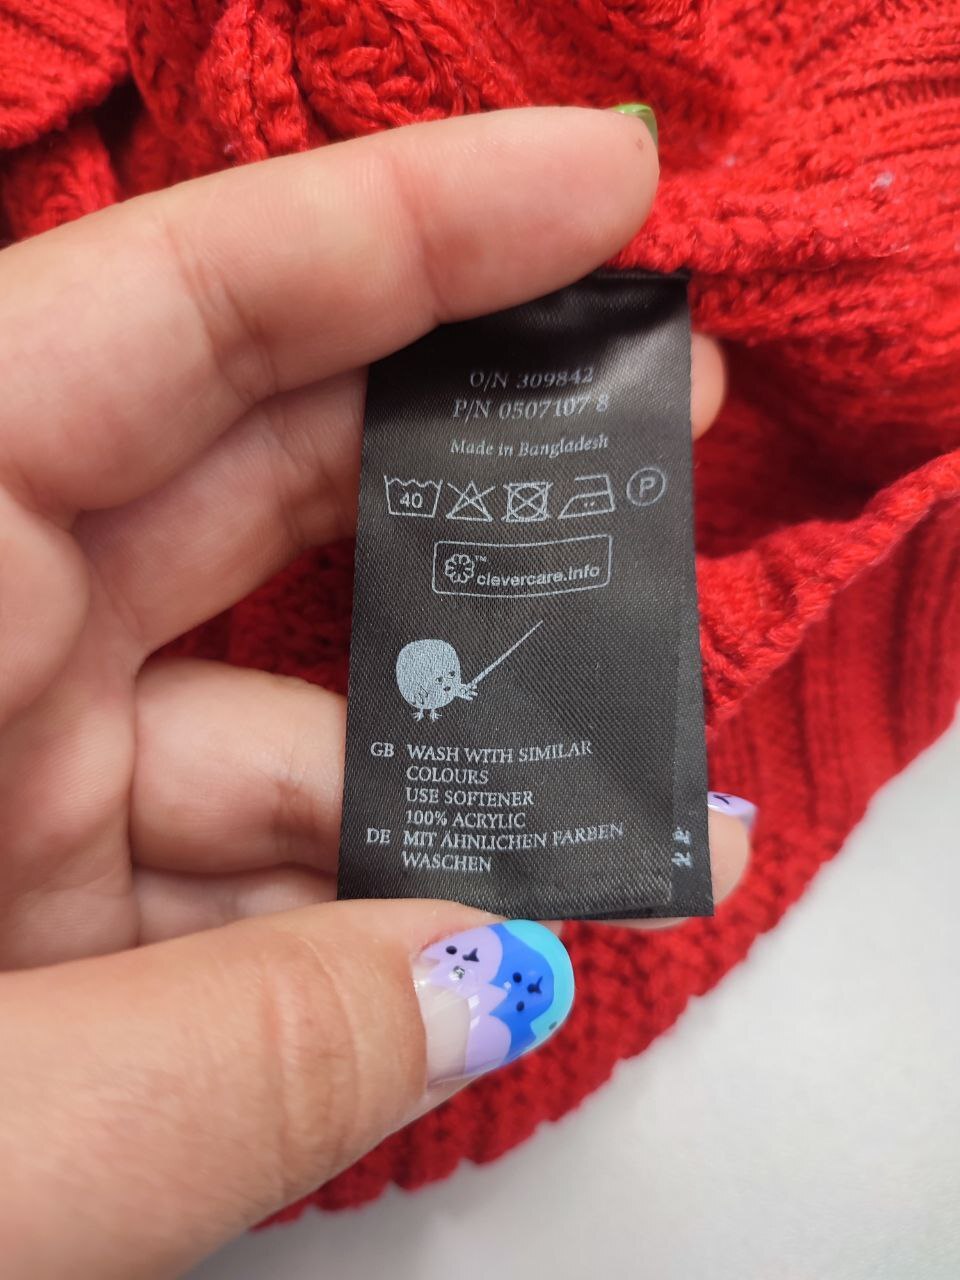 O/N 309842
P/N 0507107 8
Made in Bangladesh
40 P
™ clevercare.info
GB WASH WITH SIMILAR
COLOURS
USE SOFTENER
100% ACRYLIC
DE MIT ÄHNLICHEN FARBEN
WASCHEN